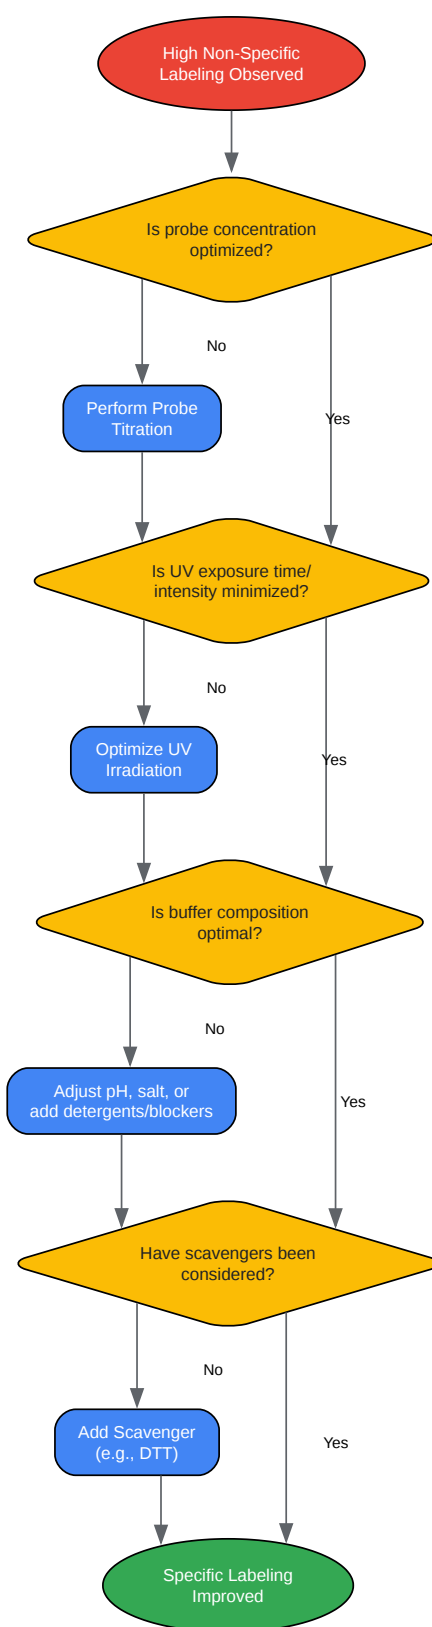 High Non-Specific
Labeling Observed
Is probe concentration
optimized?
No
Perform Probe
Titration
Yes
Is UV exposure time/
intensity minimized?
No
Optimize UV
Irradiation
Yes
Is buffer composition
optimal?
No
Adjust pH, salt, or
add detergents/blockers
Yes
Have scavengers been
considered?
No
Add Scavenger
(e.g., DTT)
Yes
Specific Labeling
Improved